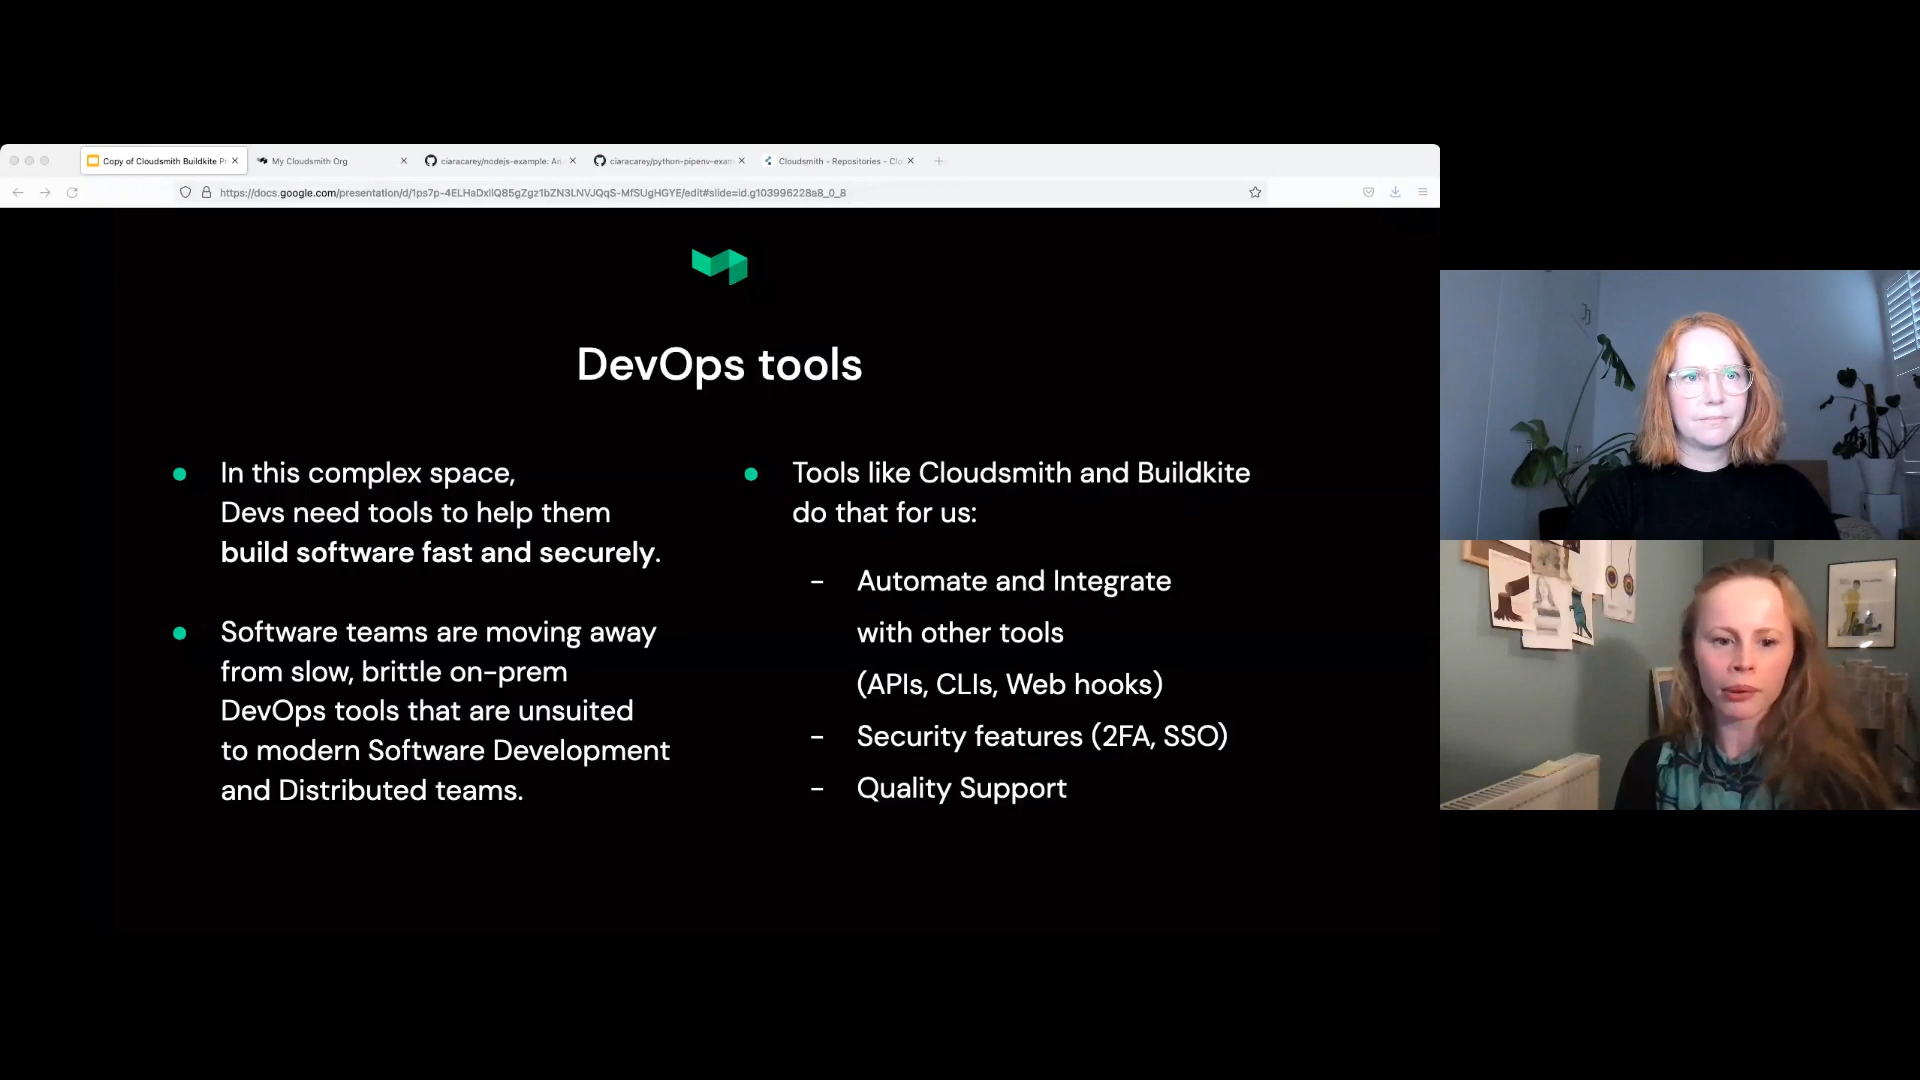 Copy of Cloudsmith Buildkite Pr
My Cloudsmith Org
ciaracarey/nodejs-example: An
ciaracarey/python-pipenv-exam
Cloudsmith - Repositories - Clo
https://docs.google.com/presentation/d/1ps7p-4ELHaDxIlQ85gZgz1bZN3LNVJQqS-MfSUgHGYE/edit#slide=id.g103996228a8_0_8
DevOps tools
In this complex space,
Devs need tools to help them
build software fast and securely.
Software teams are moving away
from slow, brittle on-prem
DevOps tools that are unsuited
to modern Software Development
and Distributed teams.
Tools like Cloudsmith and Buildkite
do that for us:
- Automate and Integrate
with other tools
(APIs, CLIs, Web hooks)
- Security features (2FA, SSO)
- Quality Support